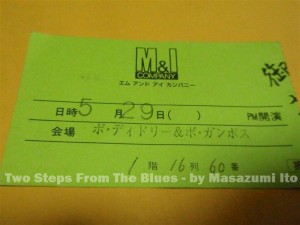 M&I
COMPANY
エム アンド アイ カンパニー
日時 5 月 29 日( ) PM開演
会場 ボ・ディドリー&ボ・ガンボス
1 階 16 列 60 番
Two Steps From The Blues - by Masazumi Ito